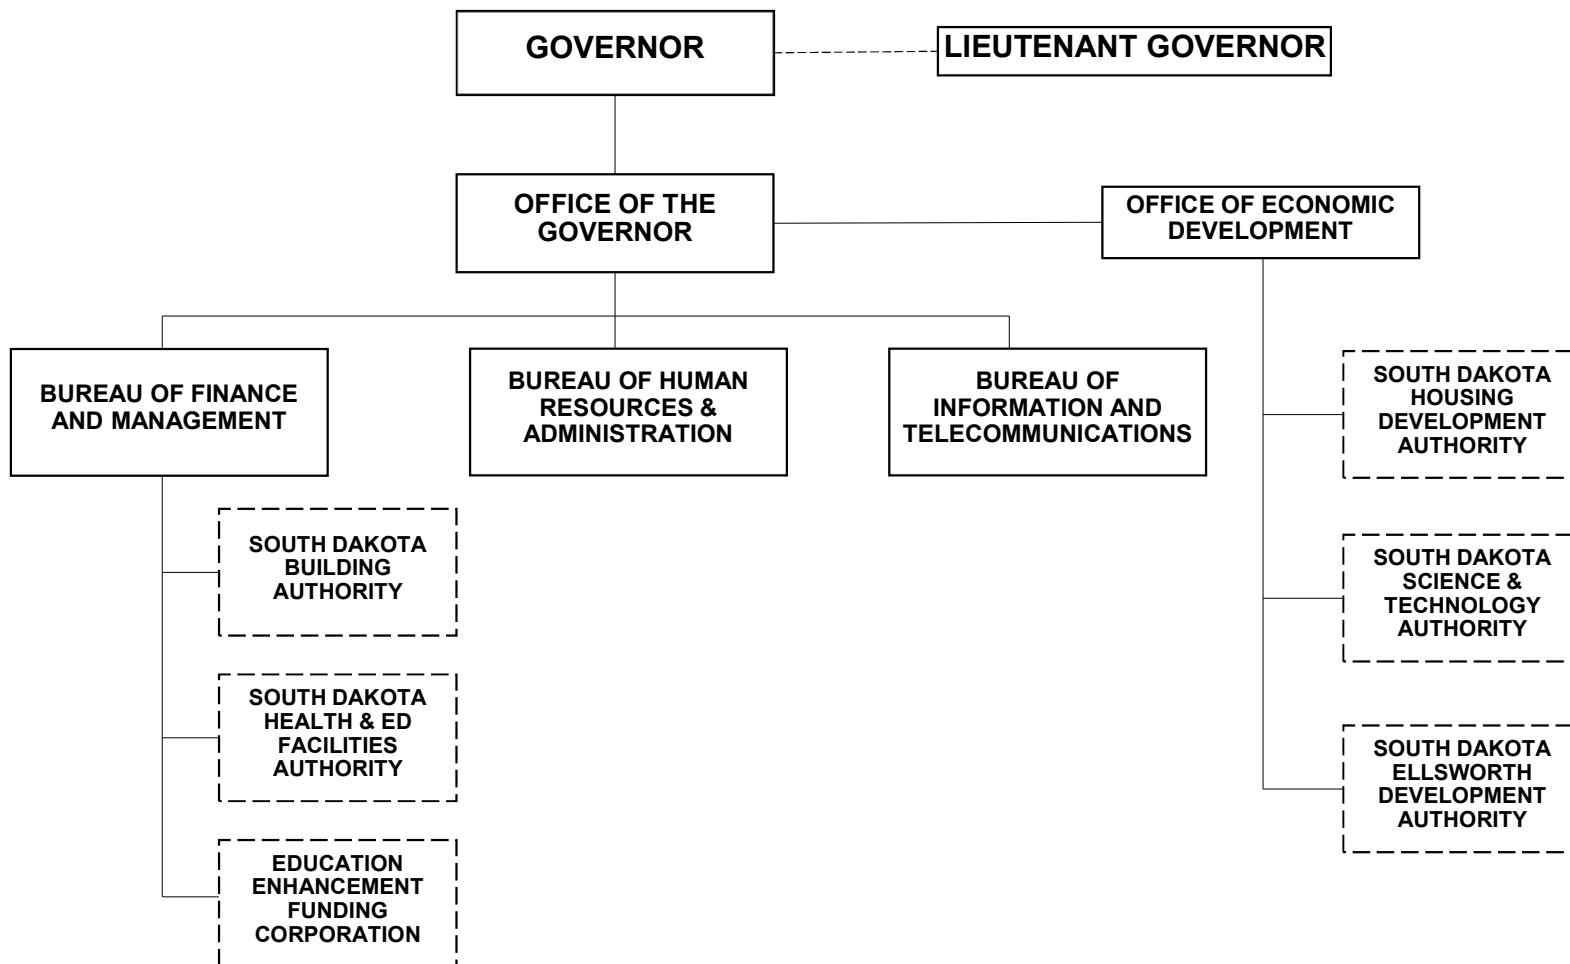 GOVERNOR
LIEUTENANT GOVERNOR
OFFICE OF THE
GOVERNOR
OFFICE OF ECONOMIC
DEVELOPMENT
BUREAU OF FINANCE
AND MANAGEMENT
BUREAU OF HUMAN
RESOURCES &
ADMINISTRATION
BUREAU OF
INFORMATION AND
TELECOMMUNICATIONS
SOUTH DAKOTA
HOUSING
DEVELOPMENT
AUTHORITY
SOUTH DAKOTA
BUILDING
AUTHORITY
SOUTH DAKOTA
SCIENCE &
TECHNOLOGY
AUTHORITY
SOUTH DAKOTA
HEALTH & ED
FACILITIES
AUTHORITY
SOUTH DAKOTA
ELLSWORTH
DEVELOPMENT
AUTHORITY
EDUCATION
ENHANCEMENT
FUNDING
CORPORATION